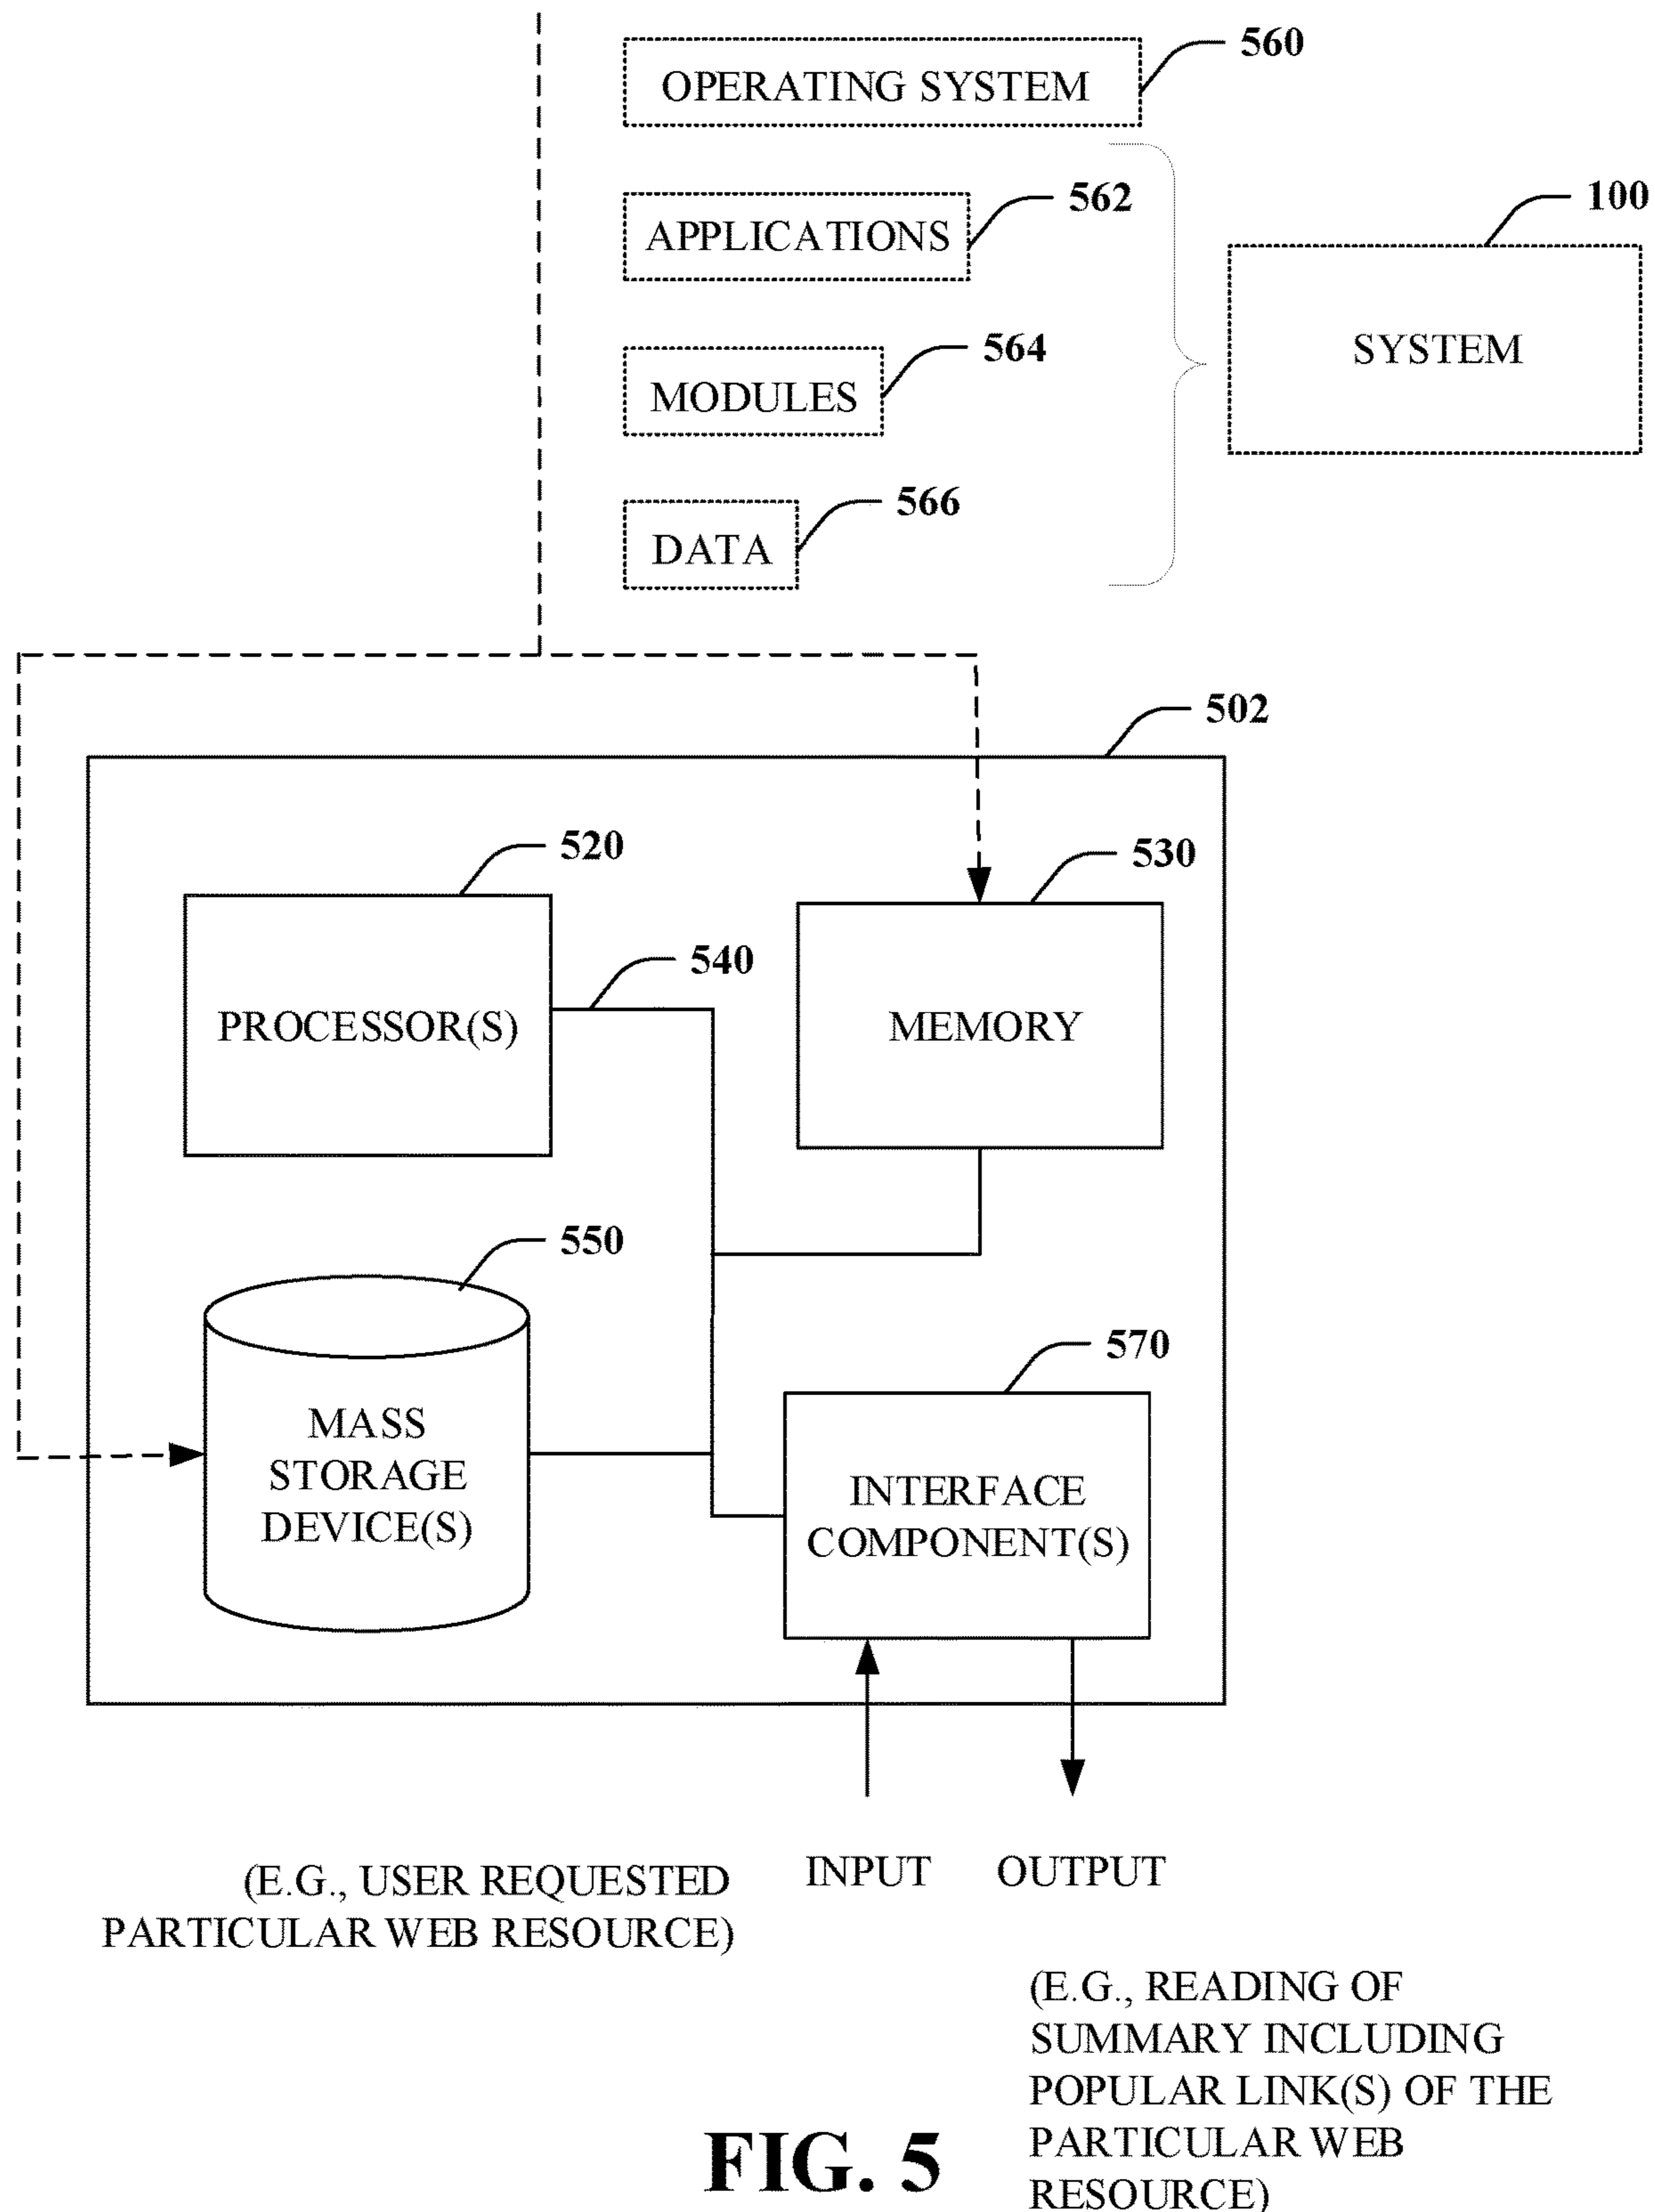 560
OPERATING SYSTEM
562
APPLICATIONS
100
SYSTEM
564
MODULES
566
DATA
502
520
PROCESSOR(S)
530
MEMORY
540
550
MASS
STORAGE
DEVICE(S)
570
INTERFACE
COMPONENT(S)
INPUT
OUTPUT
(E.G., USER REQUESTED
PARTICULAR WEB RESOURCE)
(E.G., READING OF
SUMMARY INCLUDING
POPULAR LINK(S) OF THE
PARTICULAR WEB
RESOURCE)
FIG. 5